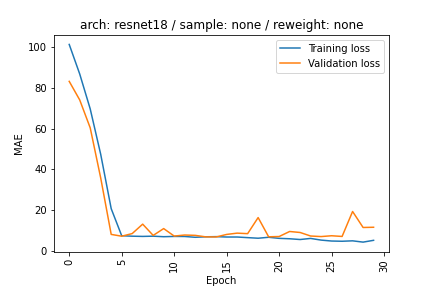 arch: resnet18 / sample: none / reweight: none
Training loss
Validation loss
MAE
100
80
60
40
20
0
0 5 10 15 20 25 30
Epoch